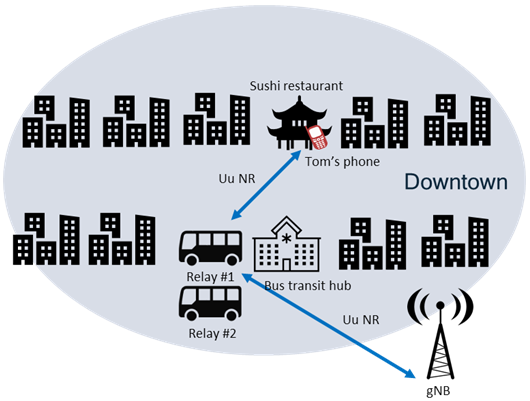 Sushi restaurant
Tom's phone
Uu NR
Downtown
Relay #1
Bus transit hub
Relay #2
Uu NR
gNB